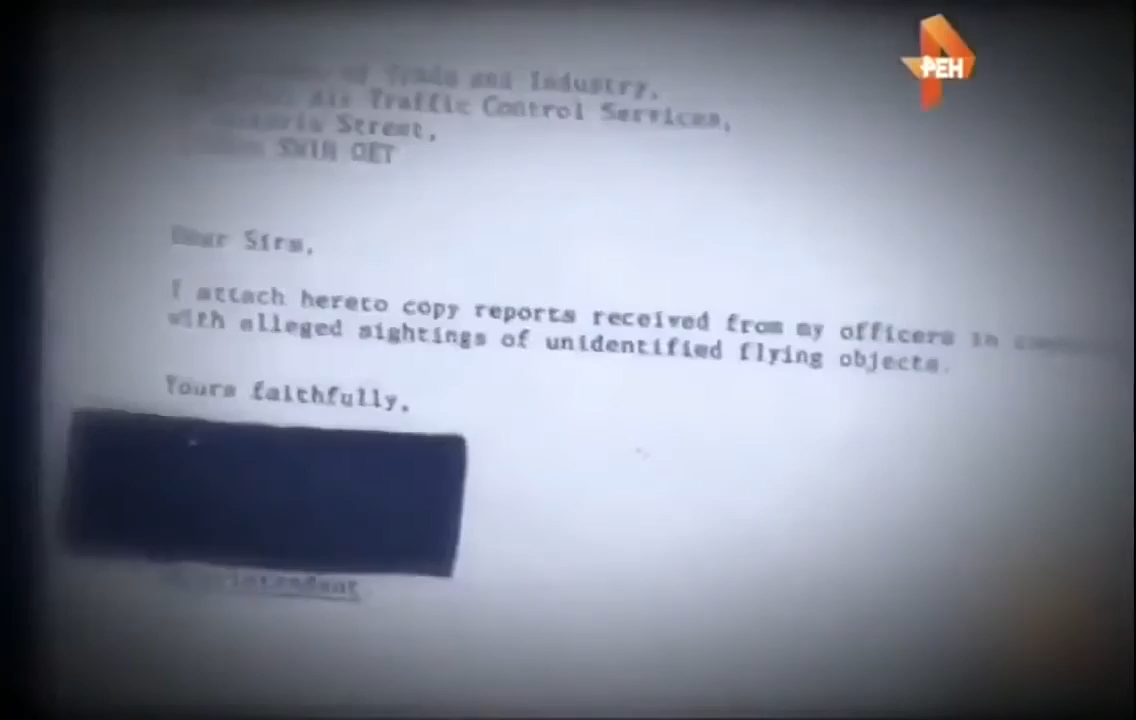 РЕН
of Trade and Industry,
Air Traffic Control Services,
Street,
Dear Sirs,
I attach hereto copy reports received from my officers in
with alleged sightings of unidentified flying objects.
Yours faithfully,